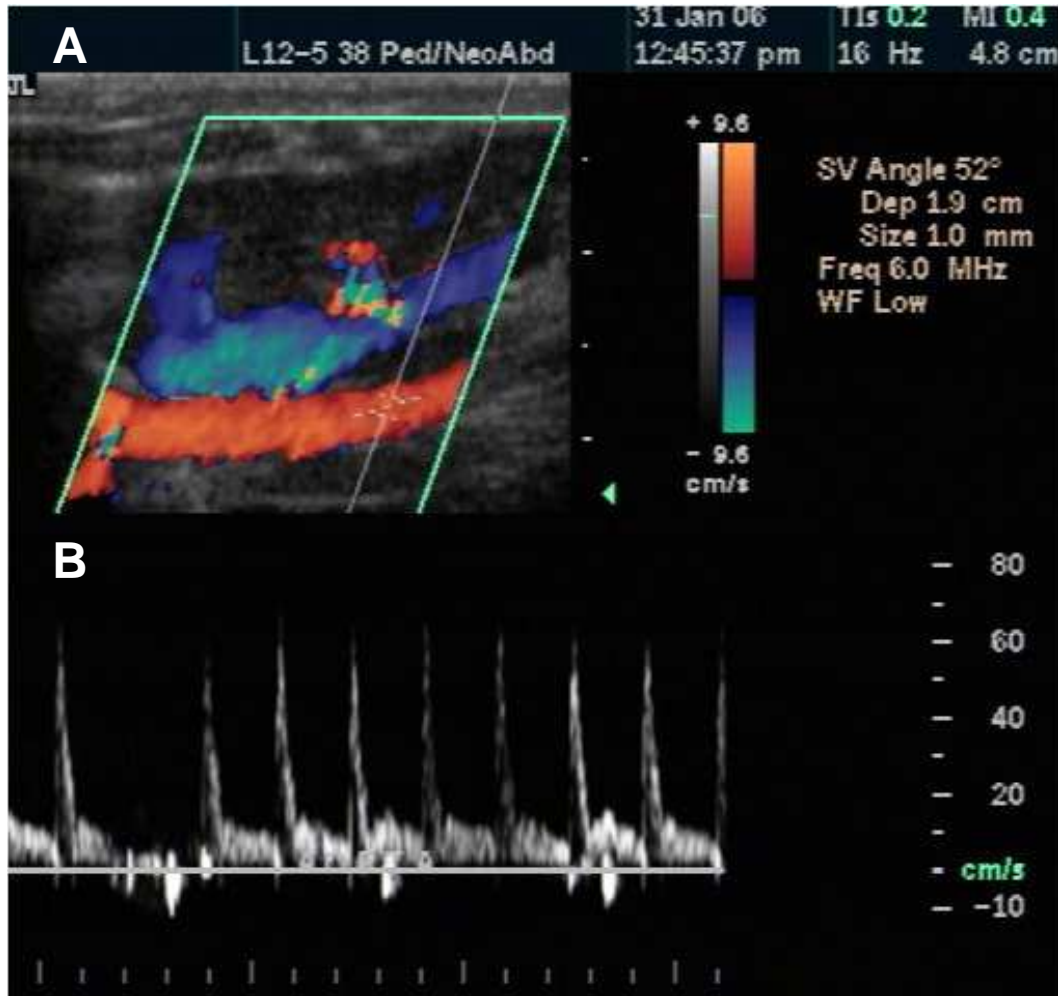 A
L12-5 38 Ped/NeoAbd
31 Jan 06
12:45:37 pm
TIs 0.2 MI 0.4
16 Hz 4.8 cm
+ 9.6
- 9.6
cm/s
SV Angle 52°
Dep 1.9 cm
Size 1.0 mm
Freq 6.0 MHz
WF Low
B
80
60
40
20
cm/s
-10